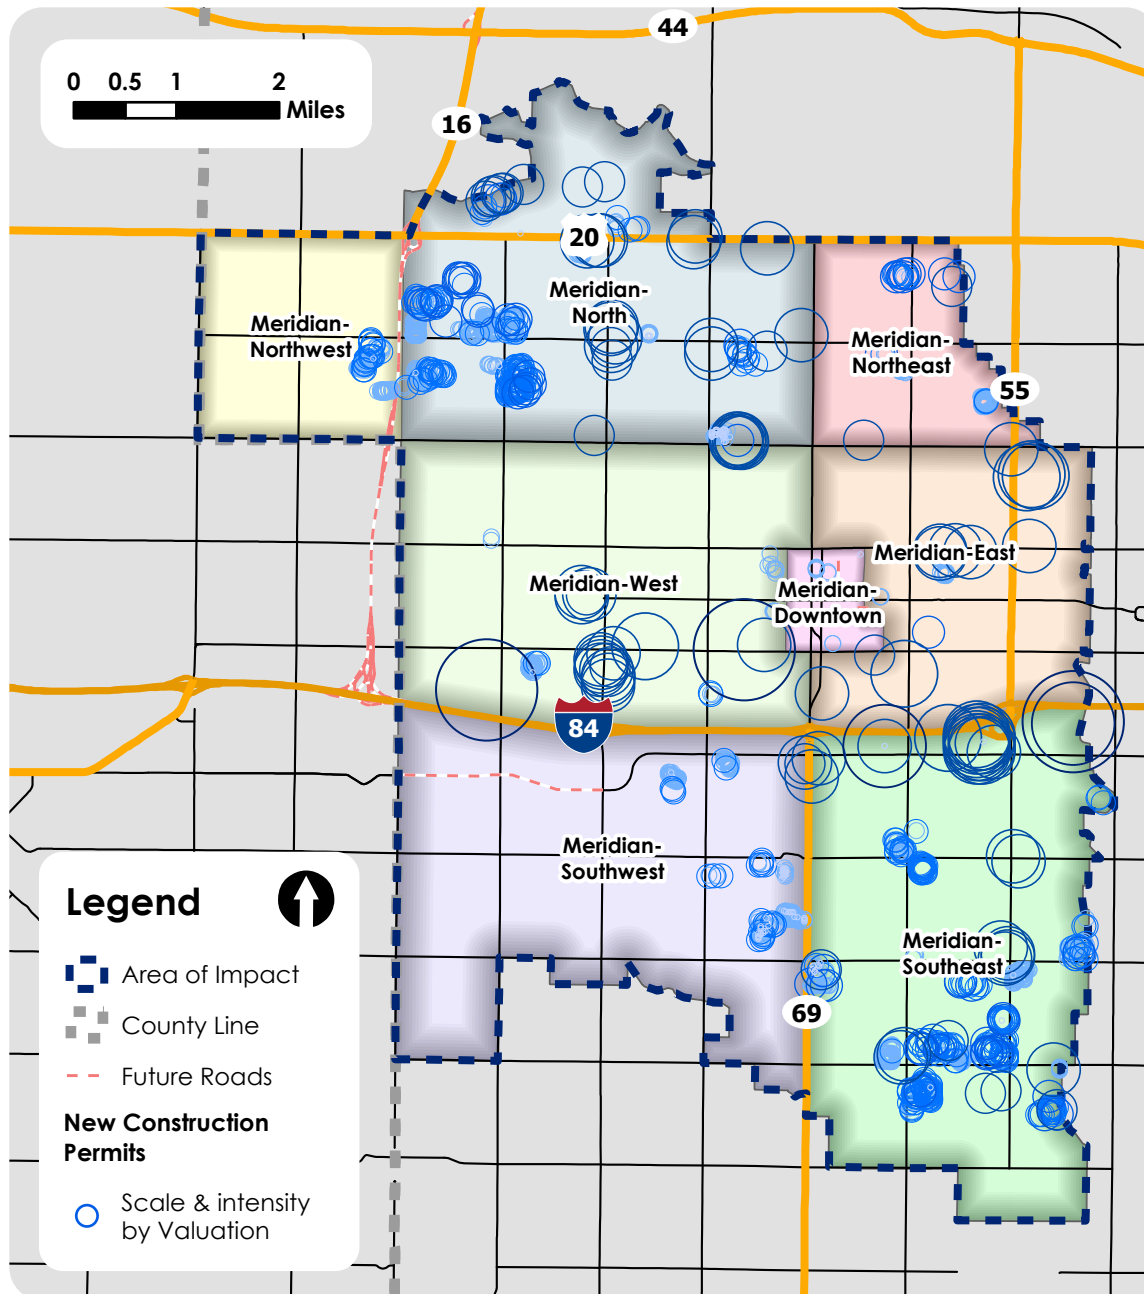 44
0 0.5 1 2
Miles
16
20
Meridian-
North
Meridian-
Northwest
Meridian-
Northeast
55
Meridian-East
Meridian-West
Meridian-
Downtown
84
Meridian-
Southwest
Meridian-
Southeast
69
Legend
Area of Impact
County Line
Future Roads
New Construction
Permits
Scale & intensity
by Valuation